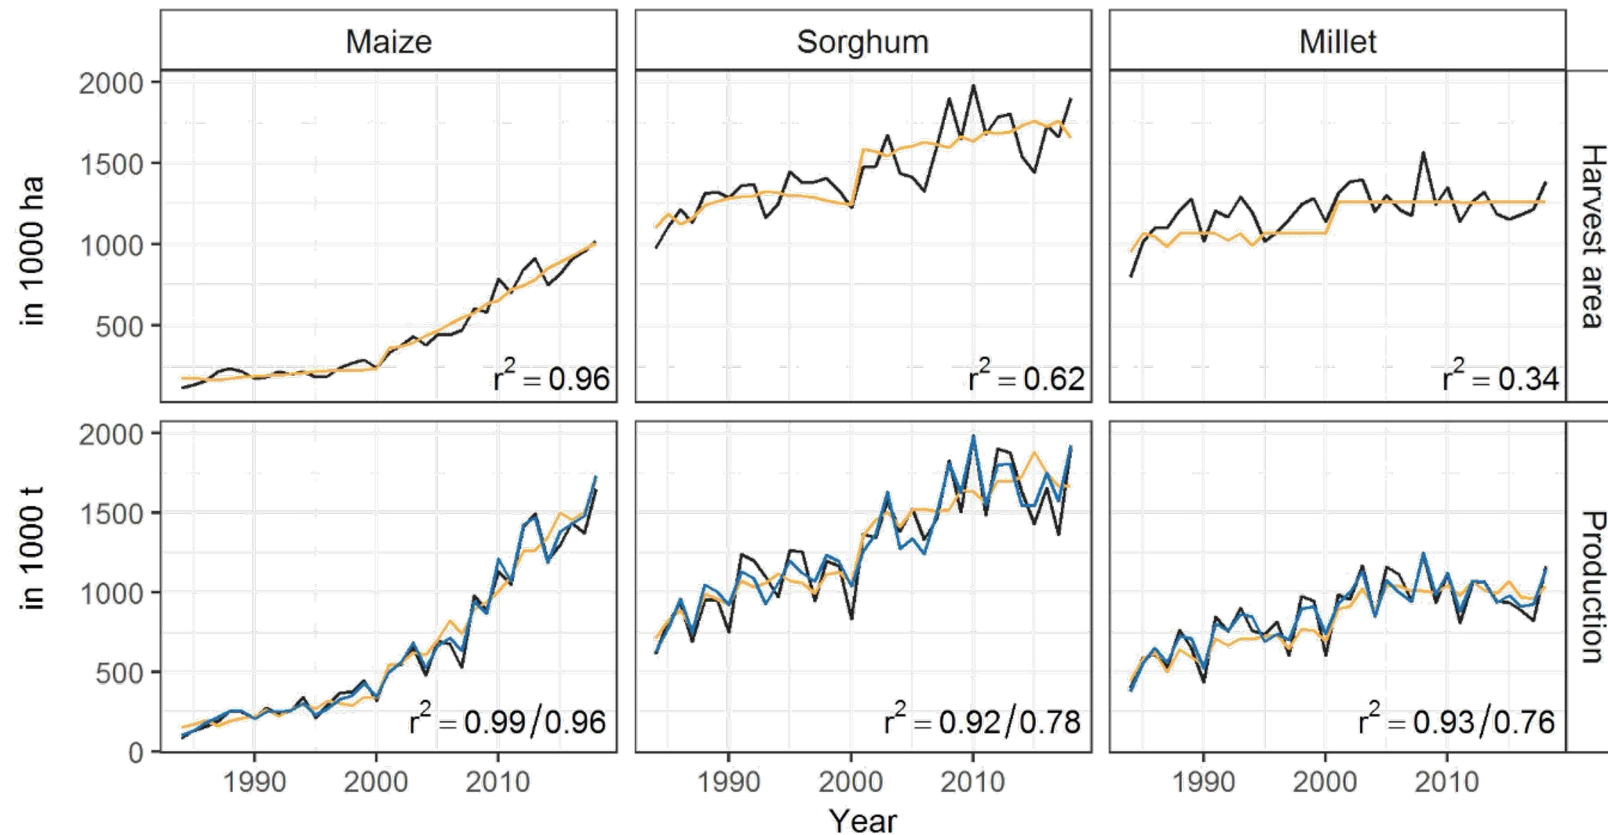 Maize
Sorghum
Millet
in 1000 ha
2000
1500
1000
500
r² = 0.96
r² = 0.62
r² = 0.34
Harvest area
in 1000 t
2000
1500
1000
500
0
r² = 0.99/0.96
r² = 0.92/0.78
r² = 0.93/0.76
Production
1990 2000 2010
1990 2000 2010
1990 2000 2010
Year